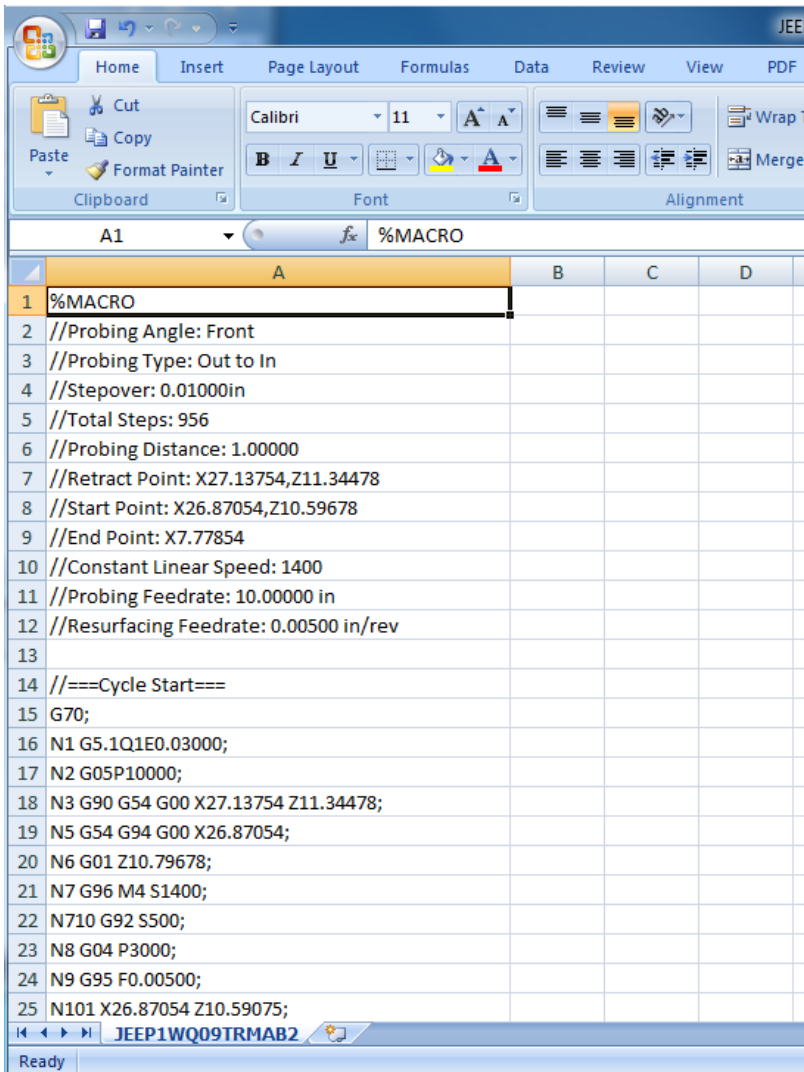 JEE
Home Insert Page Layout Formulas Data Review View PDF
Cut
Copy
Paste
Format Painter
Calibri 11 A A
B I U A
Wrap
Merge
Clipboard Font Alignment
A1 fx %MACRO
A B C D
1 %MACRO
2 //Probing Angle: Front
3 //Probing Type: Out to In
4 //Stepover: 0.01000in
5 //Total Steps: 956
6 //Probing Distance: 1.00000
7 //Retract Point: X27.13754,Z11.34478
8 //Start Point: X26.87054,Z10.59678
9 //End Point: X7.77854
10 //Constant Linear Speed: 1400
11 //Probing Feedrate: 10.00000 in
12 //Resurfacing Feedrate: 0.00500 in/rev
13
14 //===Cycle Start===
15 G70;
16 N1 G5.1Q1E0.03000;
17 N2 G05P10000;
18 N3 G90 G54 G00 X27.13754 Z11.34478;
19 N5 G54 G94 G00 X26.87054;
20 N6 G01 Z10.79678;
21 N7 G96 M4 S1400;
22 N710 G92 S500;
23 N8 G04 P3000;
24 N9 G95 F0.00500;
25 N101 X26.87054 Z10.59075;
JEEP1WQ09TRMAB2
Ready